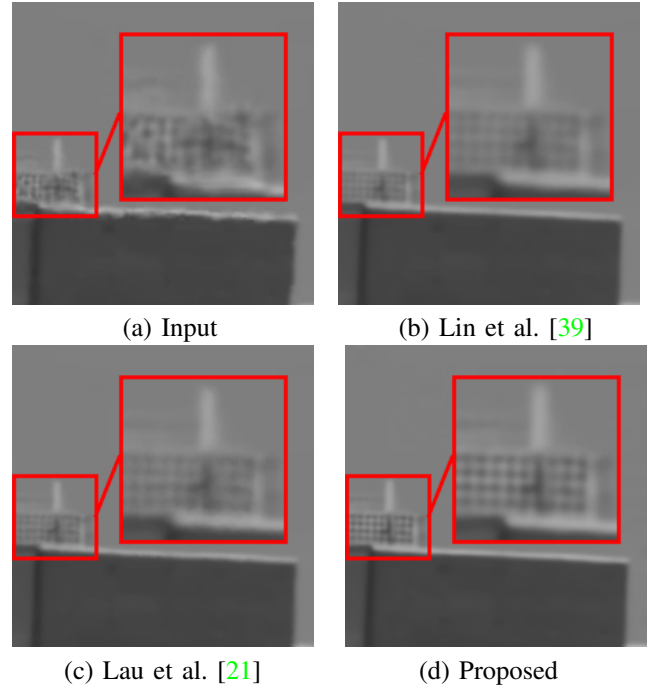 (a) Input
(b) Lin et al. [39]
(c) Lau et al. [21]
(d) Proposed